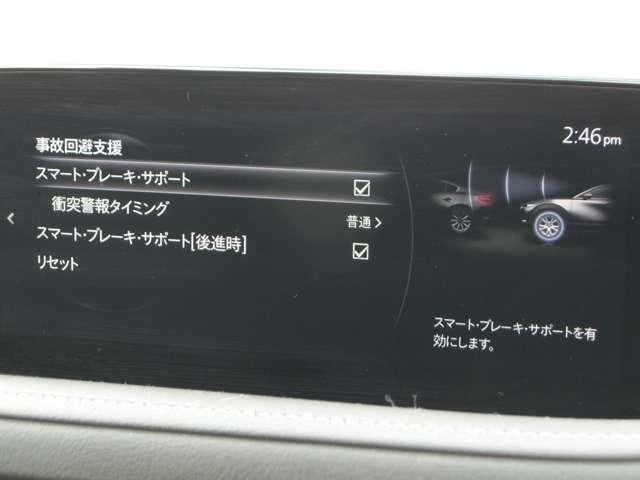 2:46pm
事故回避支援
スマート・ブレーキ・サポート
衝突警報タイミング
普通
スマート・ブレーキ・サポート[後進時]
リセット
スマート・ブレーキ・サポートを有
効にします。